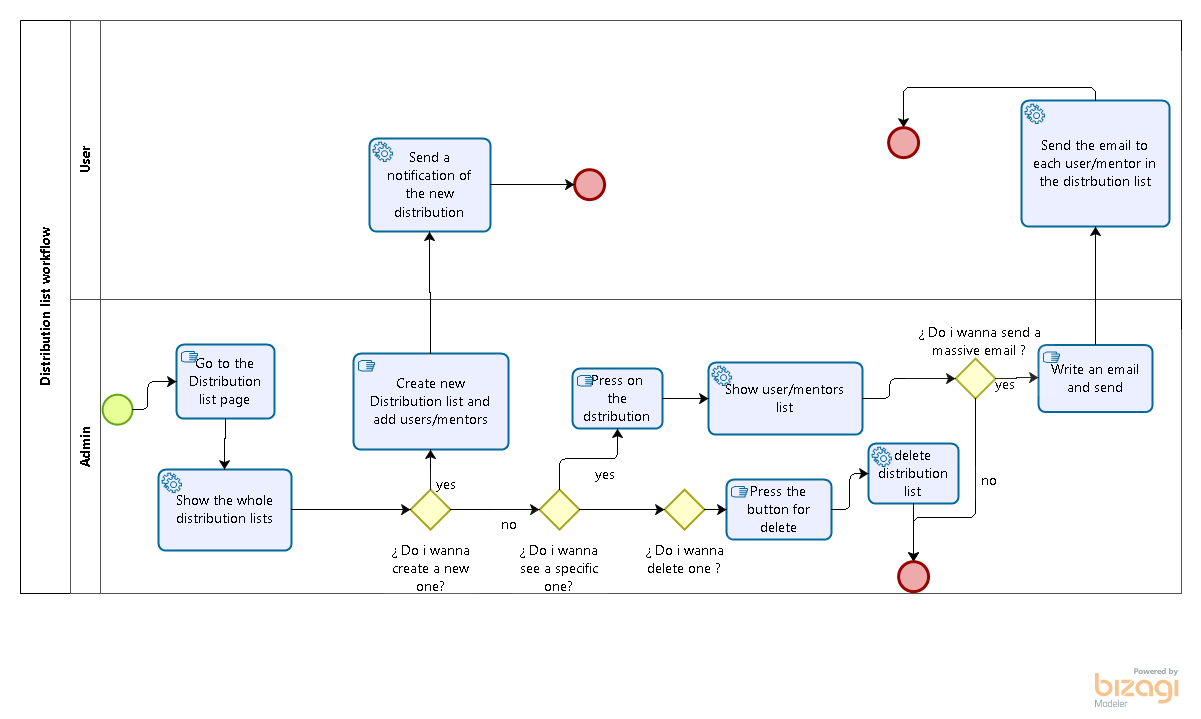 Distribution list workflow
User
Admin
Send a
notification of
the new
distribution
Send the email to
each user/mentor in
the distrbution list
Go to the
Distribution
list page
Show the whole
distribution lists
Create new
Distribution list and
add users/mentors
yes
¿ Do i wanna
create a new
one?
no
¿ Do i wanna
see a specific
one?
yes
Press on
the
dstribution
Show user/mentors
list
¿ Do i wanna
delete one ?
Press the
button for
delete
delete
distribution
list
¿ Do i wanna send a
massive email ?
yes
no
Write an email
and send
Powered by
bizagi
Modeler